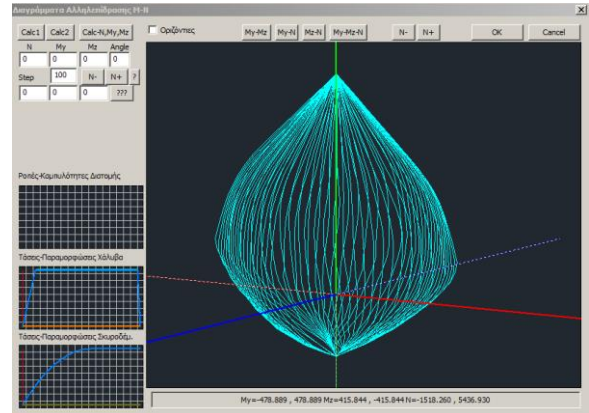 Διαγράμματα Αλληλεπίδρασης M-N
Calc1 Calc2 Calc-N,My,Mz Οριζόντιες My-Mz My-N Mz-N My-Mz-N N- N+ OK Cancel
N My Mz Angle
0 0 0 0
Step 100 N- N+ ?
0 0 0 ???
Ροπές-Καμπυλότητες Διατομής
Τάσεις-Παραμορφώσεις Χάλυβα
Τάσεις-Παραμορφώσεις Σκυροδέμ.
My=-478.889 , 478.889 Mz=415.844 , -415.844 N=-1518.260 , 5436.930